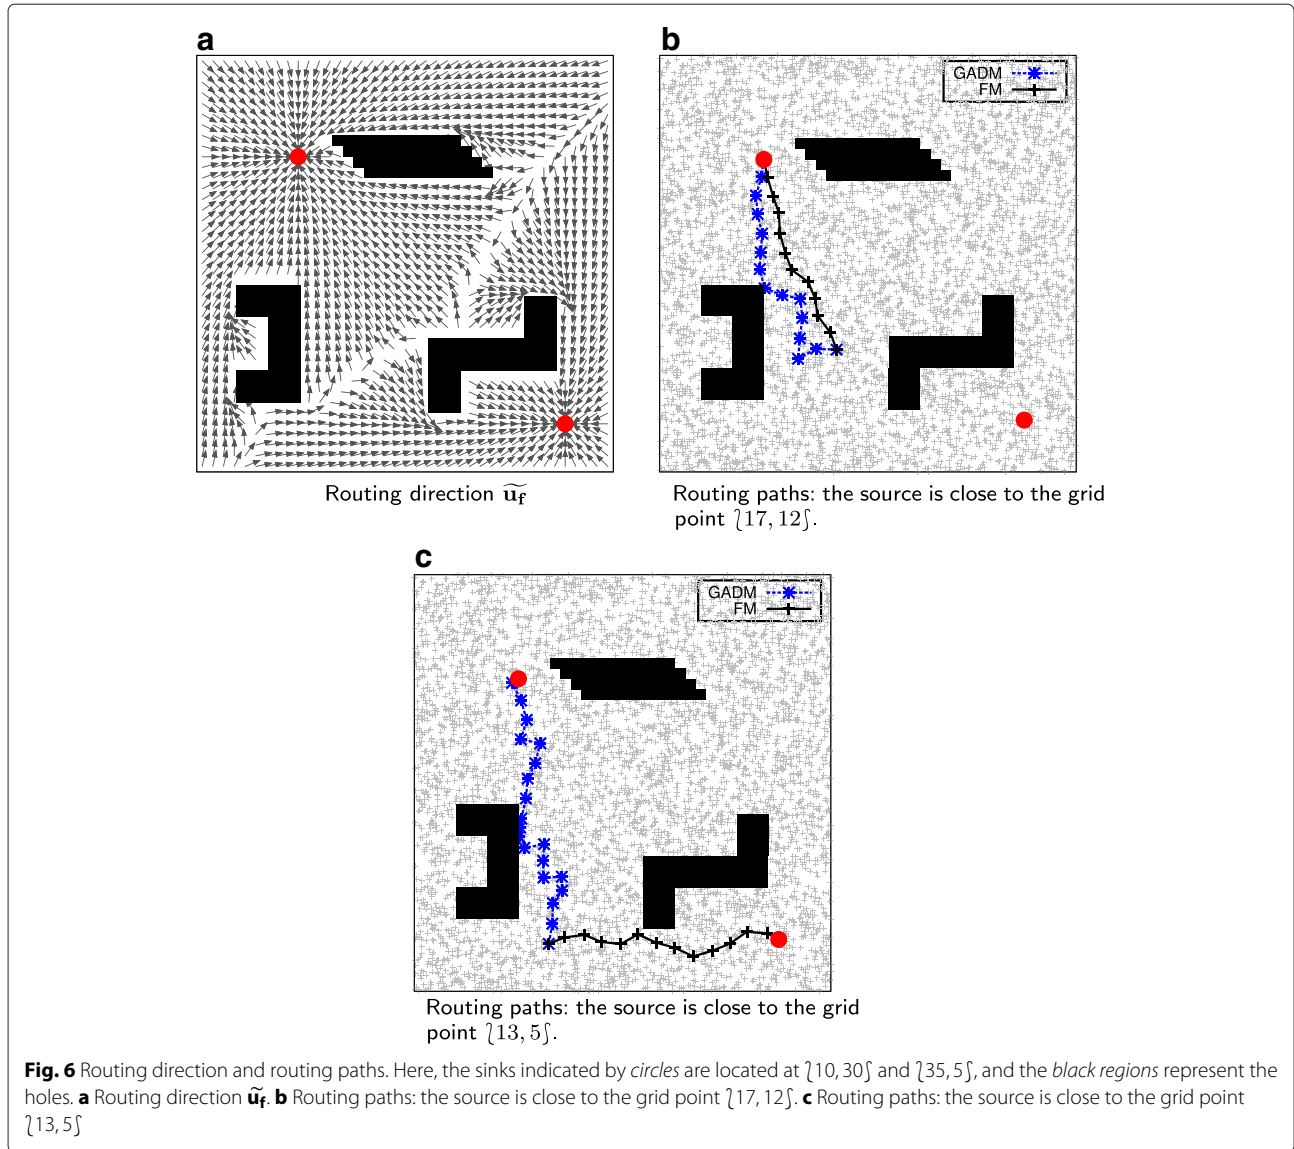 a
b
GADM
FM
Routing direction ũ_f
Routing paths: the source is close to the grid
point ⟅17, 12⟆.
c
GADM
FM
Routing paths: the source is close to the grid
point ⟅13, 5⟆.
Fig. 6 Routing direction and routing paths. Here, the sinks indicated by circles are located at ⟅10, 30⟆ and ⟅35, 5⟆, and the black regions represent the
holes. a Routing direction ũ_f. b Routing paths: the source is close to the grid point ⟅17, 12⟆. c Routing paths: the source is close to the grid point
⟅13, 5⟆